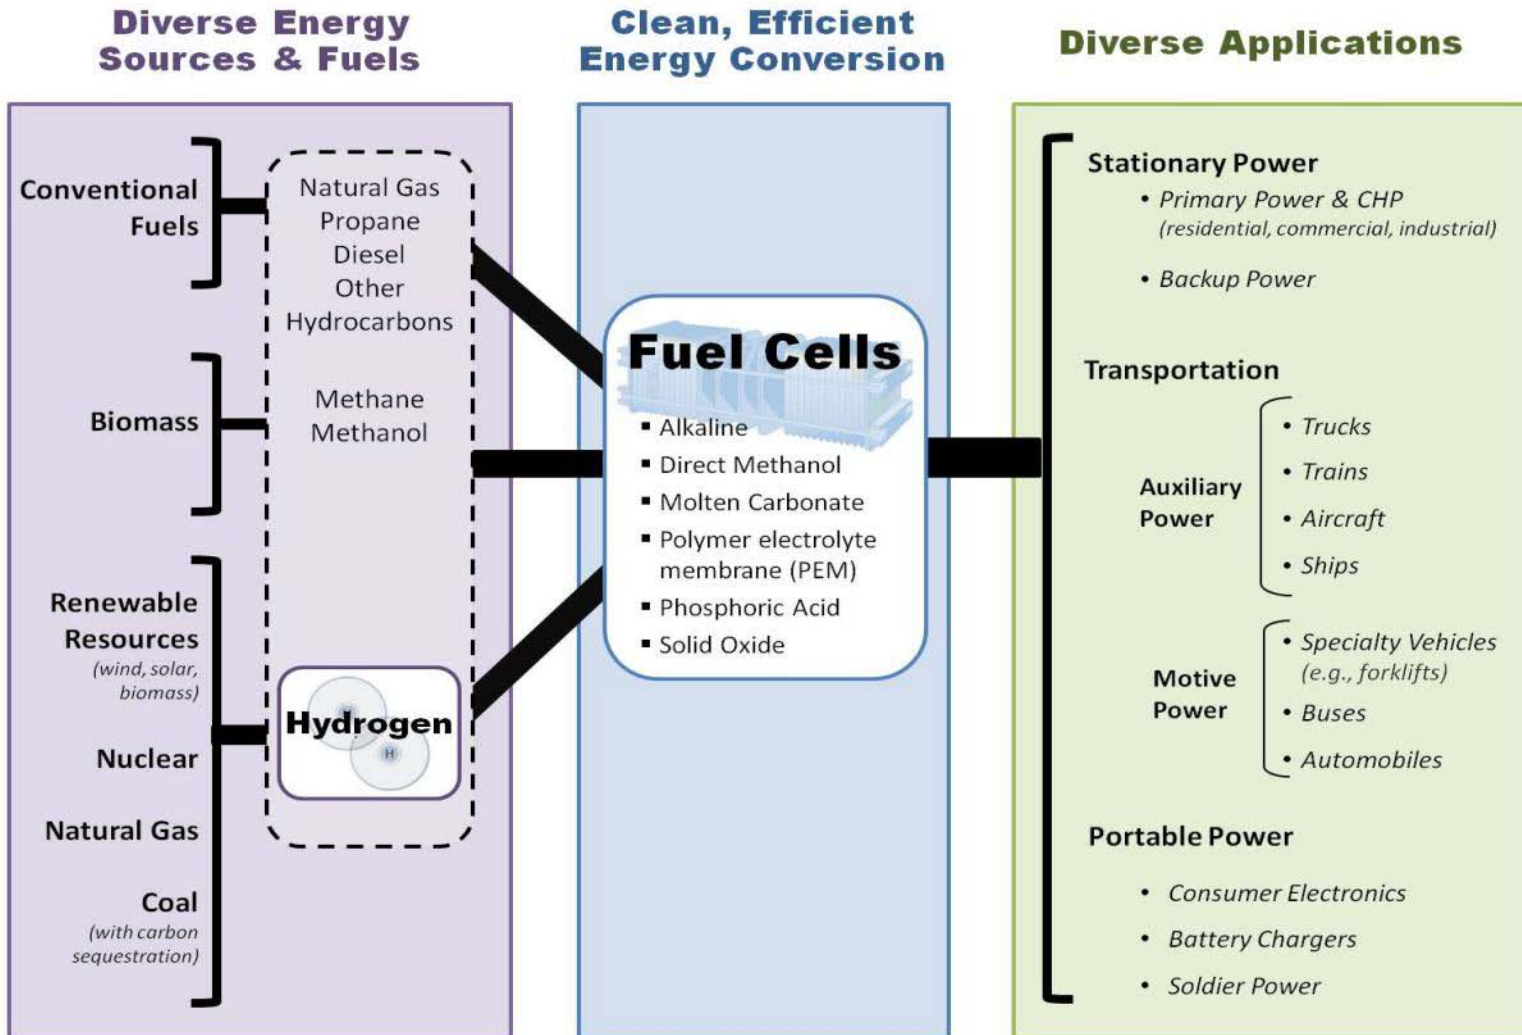 Diverse Energy
Sources & Fuels
Clean, Efficient
Energy Conversion
Diverse Applications
Conventional
Fuels
Biomass
Renewable
Resources
(wind, solar,
biomass)
Nuclear
Natural Gas
Coal
(with carbon
sequestration)
Natural Gas
Propane
Diesel
Other
Hydrocarbons
Methane
Methanol
Hydrogen
H
Fuel Cells
▪ Alkaline
▪ Direct Methanol
▪ Molten Carbonate
▪ Polymer electrolyte
membrane (PEM)
▪ Phosphoric Acid
▪ Solid Oxide
Stationary Power
• Primary Power & CHP
(residential, commercial, industrial)
• Backup Power
Transportation
Auxiliary
Power
• Trucks
• Trains
• Aircraft
• Ships
Motive
Power
• Specialty Vehicles
(e.g., forklifts)
• Buses
• Automobiles
Portable Power
• Consumer Electronics
• Battery Chargers
• Soldier Power